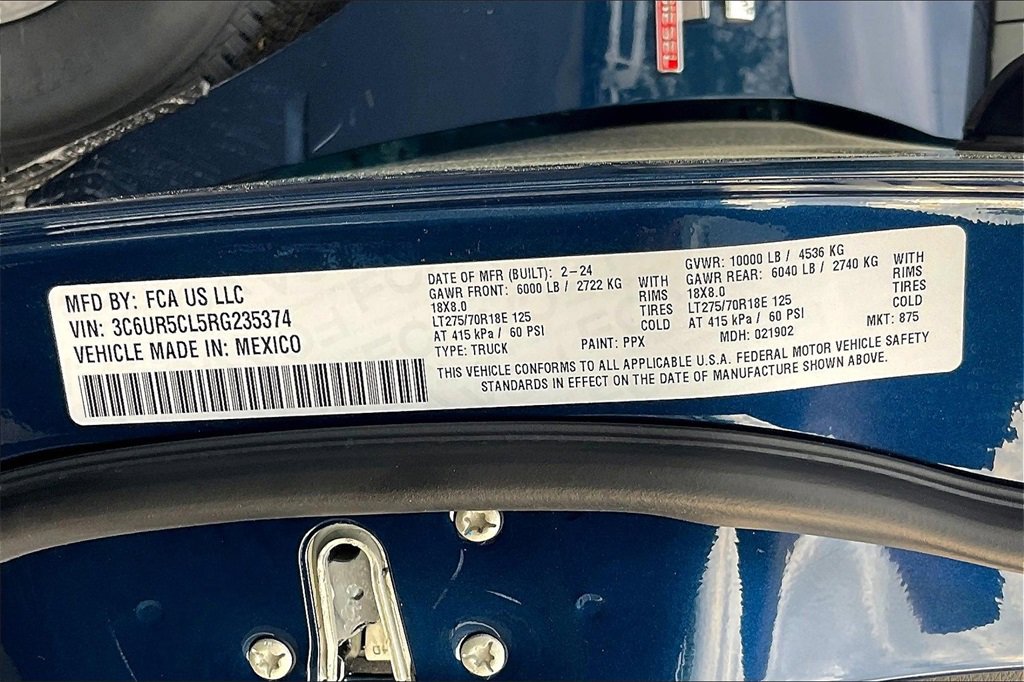 MFD BY: FCA US LLC
VIN: 3C6UR5CL5RG235374
VEHICLE MADE IN: MEXICO
DATE OF MFR (BUILT): 2-24
GAWR FRONT: 6000 LB / 2722 KG WITH
18X8.0 RIMS
LT275/70R18E 125 TIRES
AT 415 kPa / 60 PSI COLD
TYPE: TRUCK PAINT: PPX
GVWR: 10000 LB / 4536 KG
GAWR REAR: 6040 LB / 2740 KG WITH
18X8.0 RIMS
LT275/70R18E 125 TIRES
AT 415 kPa / 60 PSI COLD
MDH: 021902 MKT: 875
THIS VEHICLE CONFORMS TO ALL APPLICABLE U.S.A. FEDERAL MOTOR VEHICLE SAFETY
STANDARDS IN EFFECT ON THE DATE OF MANUFACTURE SHOWN ABOVE.